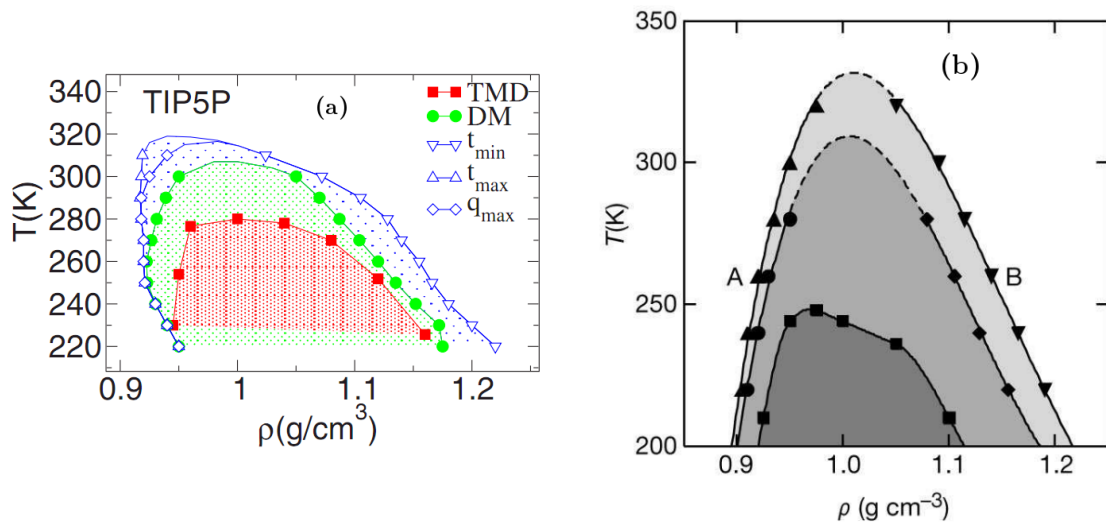 TIP5P
(a)
TMD
DM
t_min
t_max
q_max
T(K)
340
320
300
280
260
240
220
0.9 1 1.1 1.2
ρ(g/cm³)
(b)
T(K)
350
300
250
200
A
B
0.9 1.0 1.1 1.2
ρ (g cm⁻³)